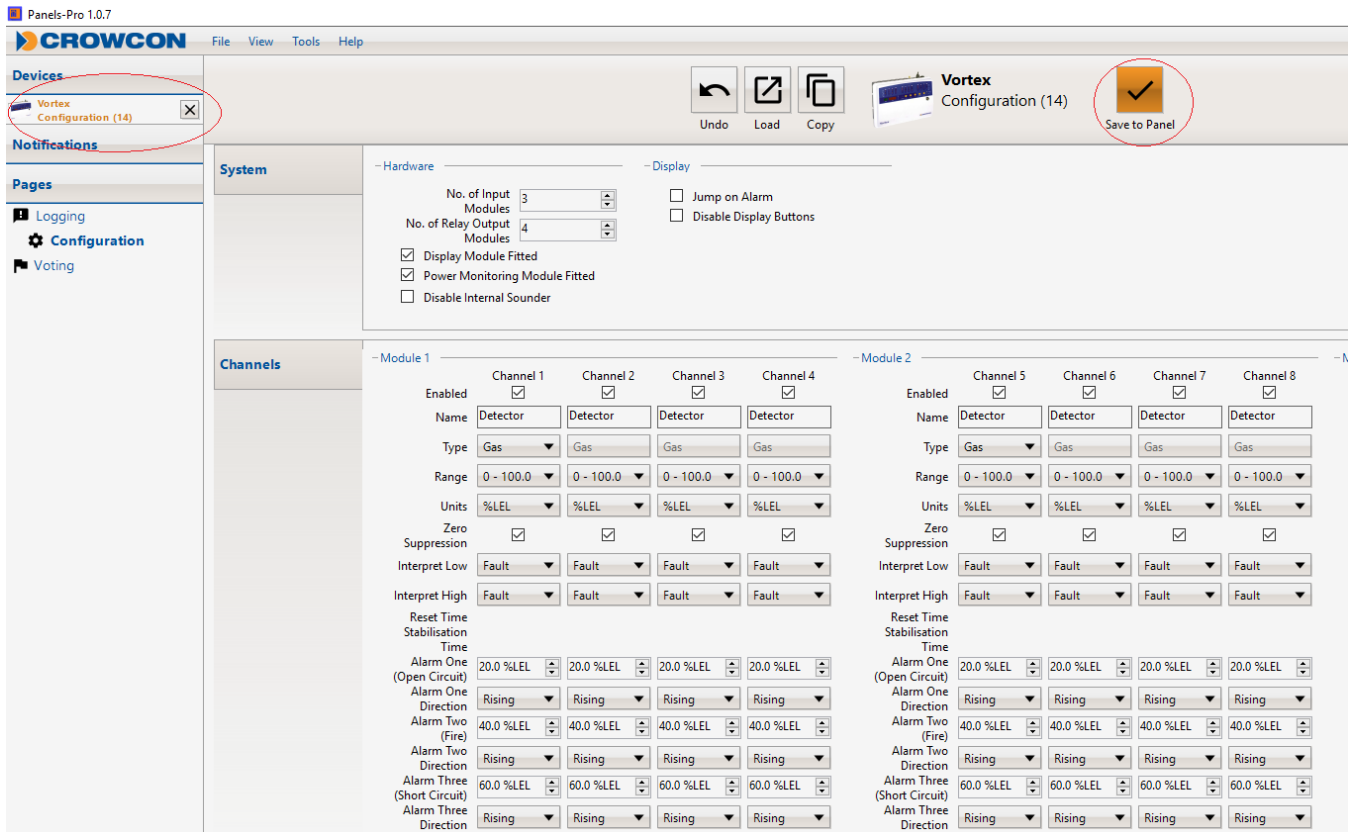 Panels-Pro 1.0.7
CROWCON File View Tools Help
Devices
Vortex
Configuration (14)
Notifications
Pages
Logging
Configuration
Voting
Undo Load Copy
Vortex
Configuration (14)
Save to Panel
System
Hardware
No. of Input
Modules 3
No. of Relay Output
Modules 4
Display Module Fitted
Power Monitoring Module Fitted
Disable Internal Sounder
Display
Jump on Alarm
Disable Display Buttons
Channels
Module 1
Channel 1 Channel 2 Channel 3 Channel 4
Enabled
Name Detector Detector Detector Detector
Type Gas Gas Gas Gas
Range 0 - 100.0 0 - 100.0 0 - 100.0 0 - 100.0
Units %LEL %LEL %LEL %LEL
Zero
Suppression
Interpret Low Fault Fault Fault Fault
Interpret High Fault Fault Fault Fault
Reset Time
Stabilisation
Time
Alarm One
(Open Circuit) 20.0 %LEL 20.0 %LEL 20.0 %LEL 20.0 %LEL
Alarm One
Direction Rising Rising Rising Rising
Alarm Two
(Fire) 40.0 %LEL 40.0 %LEL 40.0 %LEL 40.0 %LEL
Alarm Two
Direction Rising Rising Rising Rising
Alarm Three
(Short Circuit) 60.0 %LEL 60.0 %LEL 60.0 %LEL 60.0 %LEL
Alarm Three
Direction Rising Rising Rising Rising
Module 2
Channel 5 Channel 6 Channel 7 Channel 8
Enabled
Name Detector Detector Detector Detector
Type Gas Gas Gas Gas
Range 0 - 100.0 0 - 100.0 0 - 100.0 0 - 100.0
Units %LEL %LEL %LEL %LEL
Zero
Suppression
Interpret Low Fault Fault Fault Fault
Interpret High Fault Fault Fault Fault
Reset Time
Stabilisation
Time
Alarm One
(Open Circuit) 20.0 %LEL 20.0 %LEL 20.0 %LEL 20.0 %LEL
Alarm One
Direction Rising Rising Rising Rising
Alarm Two
(Fire) 40.0 %LEL 40.0 %LEL 40.0 %LEL 40.0 %LEL
Alarm Two
Direction Rising Rising Rising Rising
Alarm Three
(Short Circuit) 60.0 %LEL 60.0 %LEL 60.0 %LEL 60.0 %LEL
Alarm Three
Direction Rising Rising Rising Rising